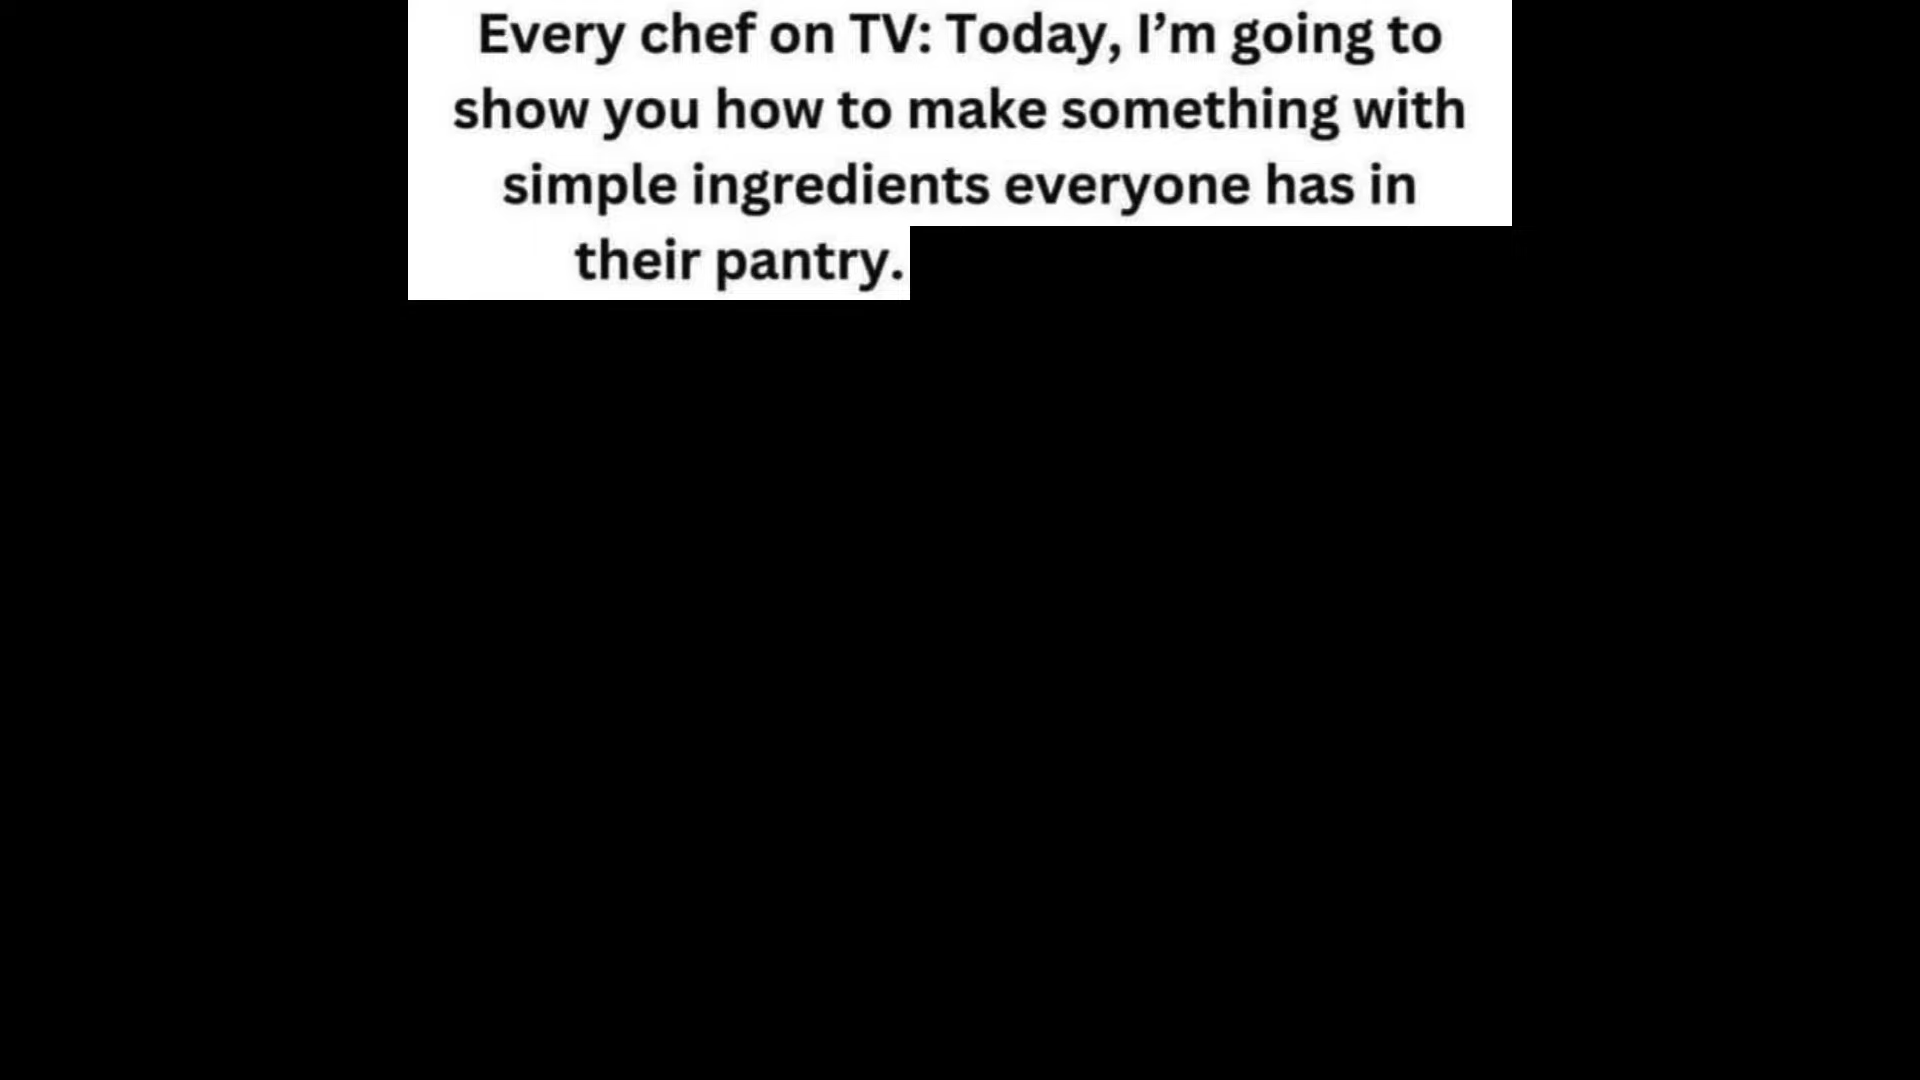 Every chef on TV: Today, I’m going to
show you how to make something with
simple ingredients everyone has in
their pantry.